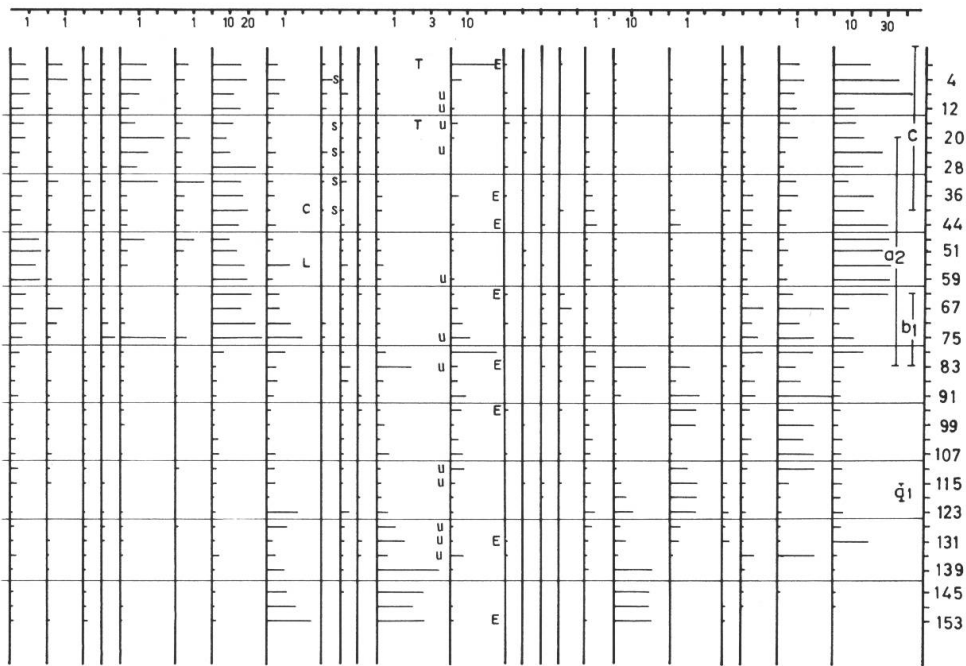 1 1 1 1 10 20 1 1 3 10 1 10 1 1 10 30
T E
S 4
u
u 12
S T u
C 20
S u
28
S
E 36
C S
E 44
51
a2
L
u 59
E
67
b1
u 75
u E 83
91
E 99
107
u
u 115
q̌1
123
u
u E 131
u
139
145
E 153